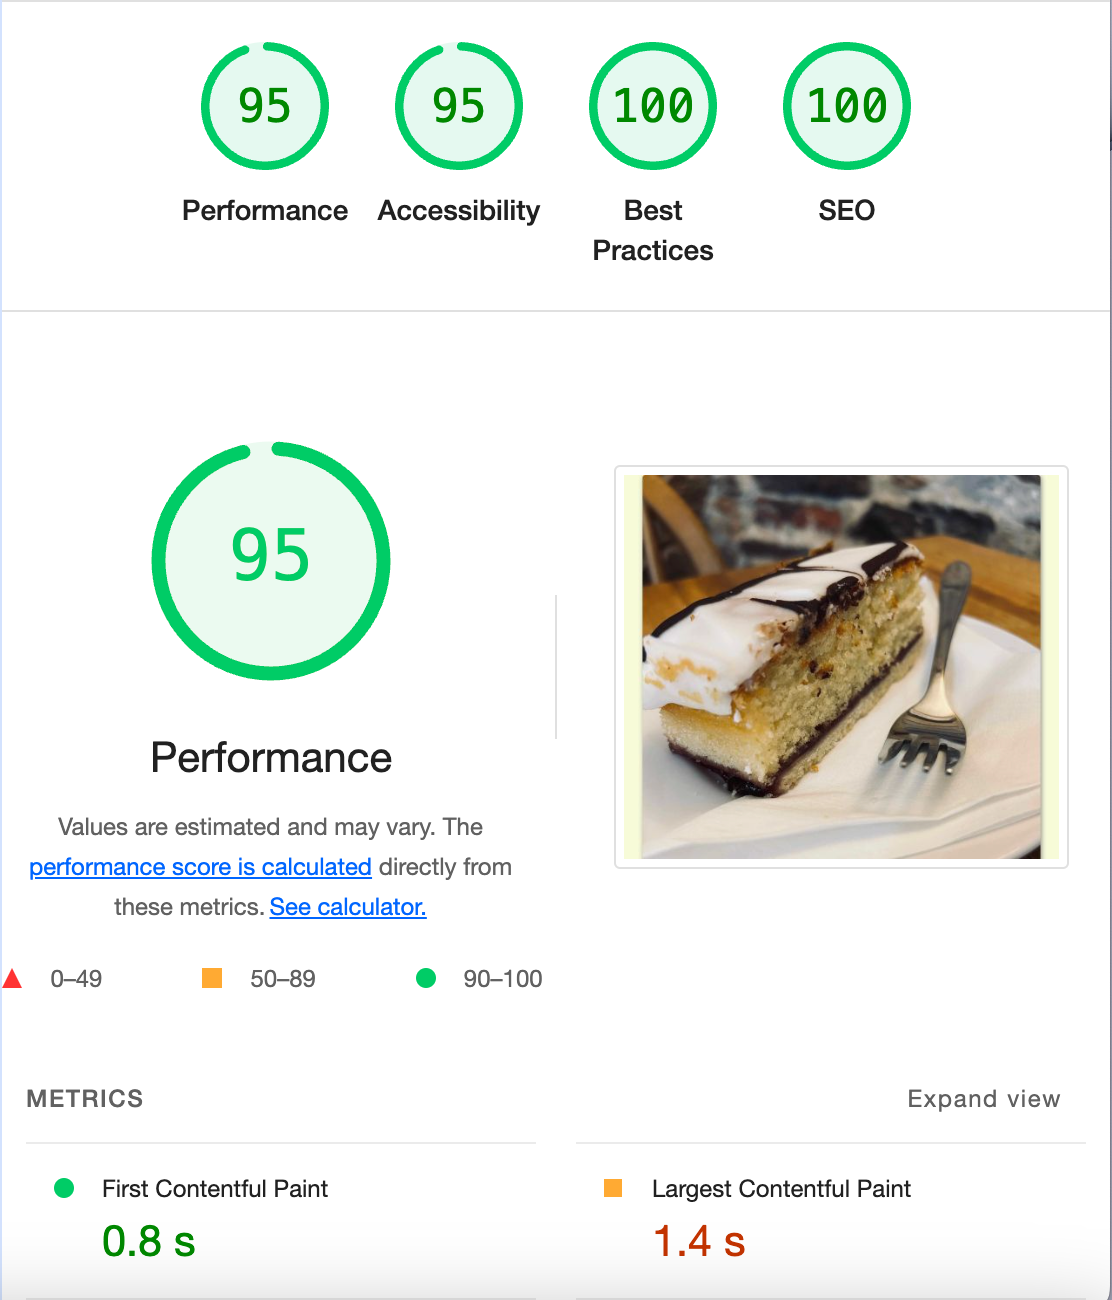 95
95
100
100
Performance
Accessibility
Best
Practices
SEO
95
Performance
Values are estimated and may vary. The
performance score is calculated directly from
these metrics. See calculator.
0–49
50–89
90–100
METRICS
Expand view
First Contentful Paint
0.8 s
Largest Contentful Paint
1.4 s